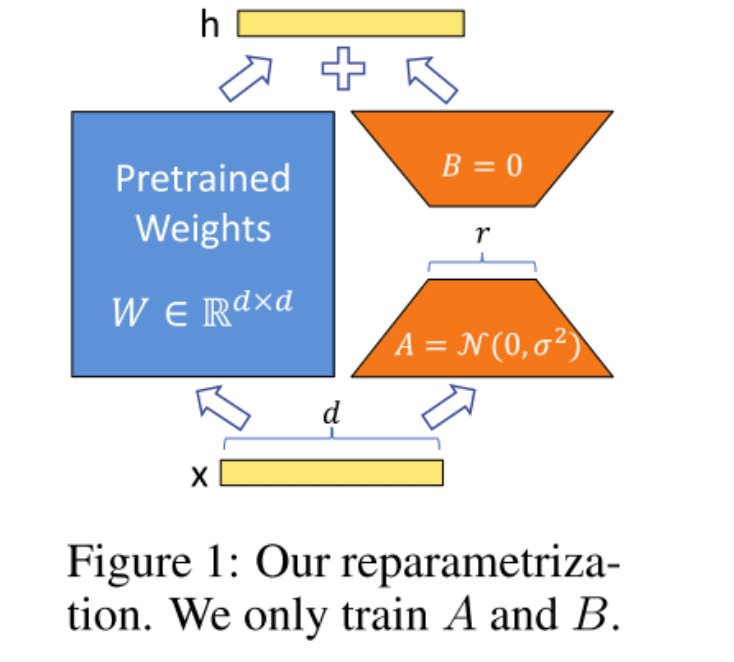 h
Pretrained
Weights
W ∈ ℝ^{d×d}
B = 0
r
A = 𝒩(0, σ²)
d
x
Figure 1: Our reparametriza-
tion. We only train A and B.